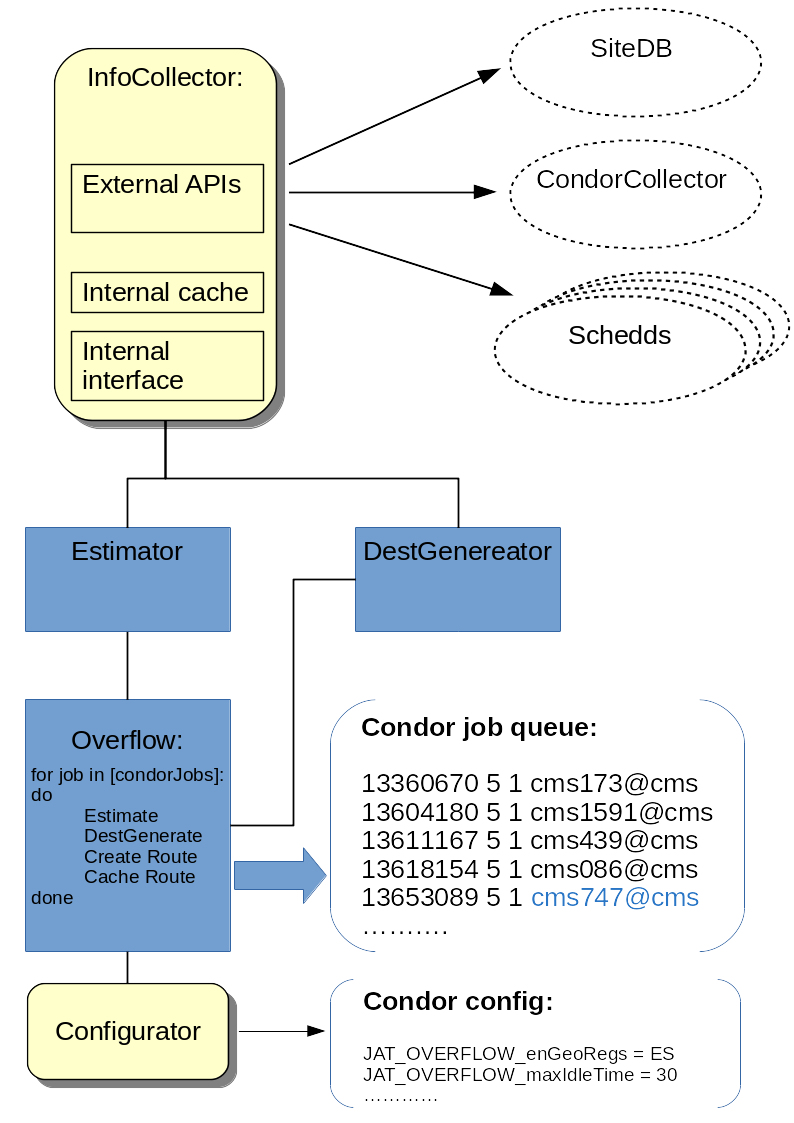 InfoCollector:
External APIs
Internal cache
Internal
interface
SiteDB
CondorCollector
Schedds
Estimator
DestGenereator
Overflow:
for job in [condorJobs]:
do
Estimate
DestGenerate
Create Route
Cache Route
done
Condor job queue:
13360670 5 1 cms173@cms
13604180 5 1 cms1591@cms
13611167 5 1 cms439@cms
13618154 5 1 cms086@cms
13653089 5 1 cms747@cms
……….
Configurator
Condor config:
JAT_OVERFLOW_enGeoRegs = ES
JAT_OVERFLOW_maxIdleTime = 30
…………